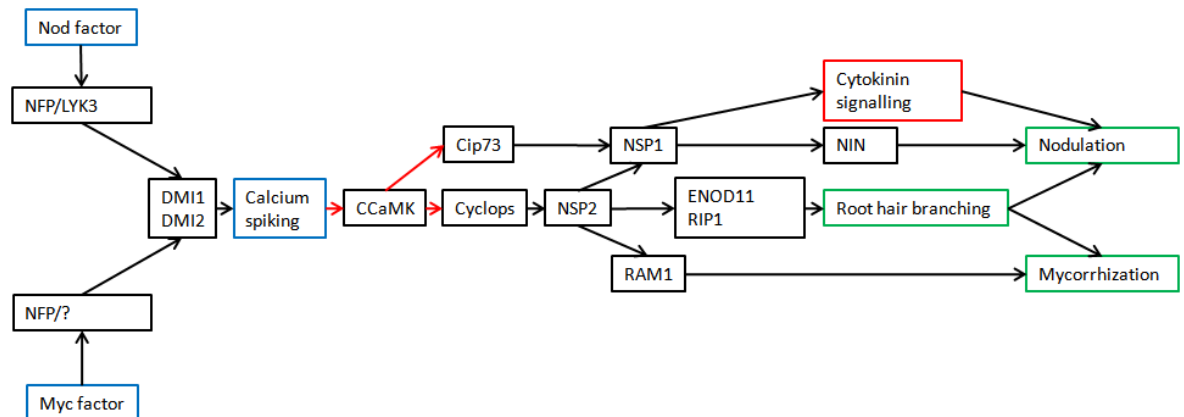 Nod factor
NFP/LYK3
DMI1
DMI2
Calcium
spiking
CCaMK
Cip73
Cyclops
NSP1
NSP2
Cytokinin
signalling
NIN
Nodulation
ENOD11
RIP1
Root hair branching
RAM1
Mycorrhization
NFP/?
Myc factor